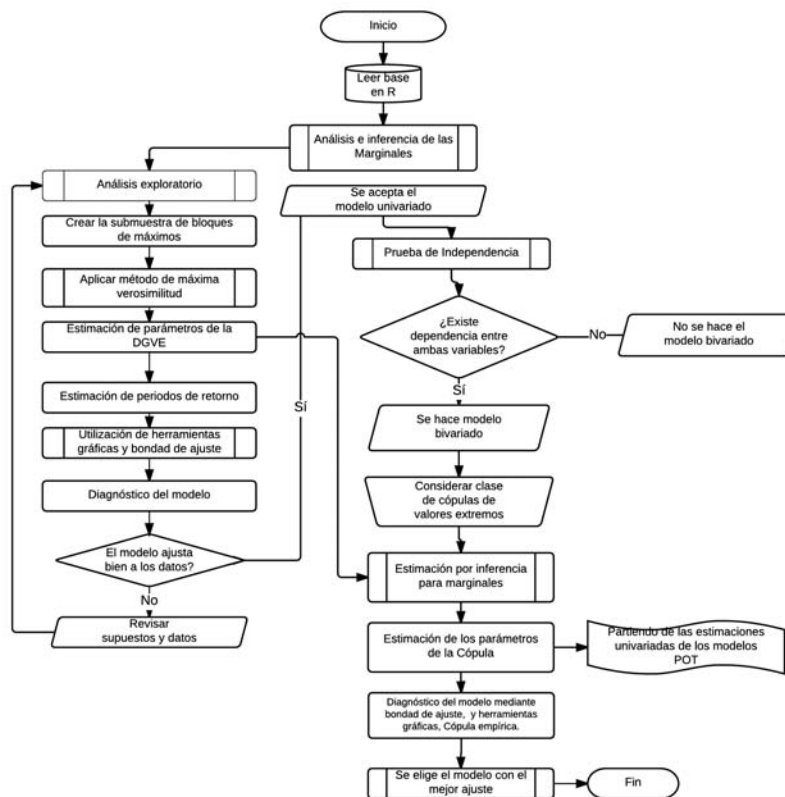 Inicio
Leer base
en R
Análisis e inferencia de las
Marginales
Análisis exploratorio
Crear la submuestra de bloques
de máximos
Aplicar método de máxima
verosimilitud
Estimación de parámetros de la
DGVE
Estimación de periodos de retorno
Utilización de herramientas
gráficas y bondad de ajuste
Diagnóstico del modelo
El modelo ajusta
bien a los datos?
No
Revisar
supuestos y datos
Sí
Se acepta el
modelo univariado
Prueba de Independencia
¿Existe
dependencia entre
ambas variables?
No
No se hace el
modelo bivariado
Sí
Se hace modelo
bivariado
Considerar clase
de cópulas de
valores extremos
Estimación por inferencia
para marginales
Estimación de los parámetros
de la Cópula
Partiendo de las estimaciones
univariadas de los modelos
POT
Diagnóstico del modelo mediante
bondad de ajuste, y herramientas
gráficas, Cópula empírica.
Se elige el modelo con el
mejor ajuste
Fin